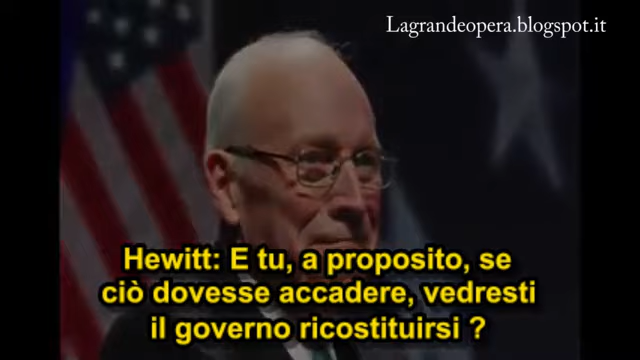 Lagrandeopera.blogspot.it
Hewitt: E tu, a proposito, se
ciò dovesse accadere, vedresti
il governo ricostituirsi ?